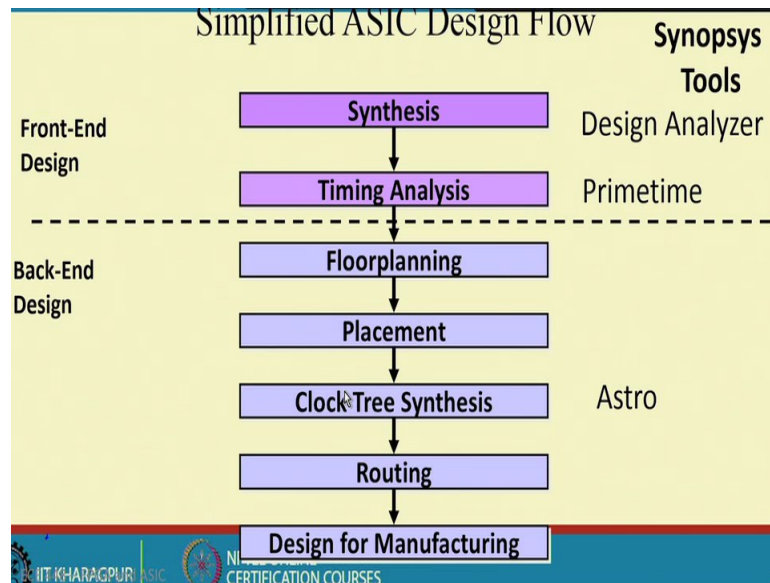 Simplified ASIC Design Flow
Synopsys
Tools
Front-End
Design
Synthesis
Design Analyzer
Timing Analysis
Primetime
Back-End
Design
Floorplanning
Placement
Clock Tree Synthesis
Astro
Routing
Design for Manufacturing
IIT KHARAGPUR
ASIC
CERTIFICATION COURSES